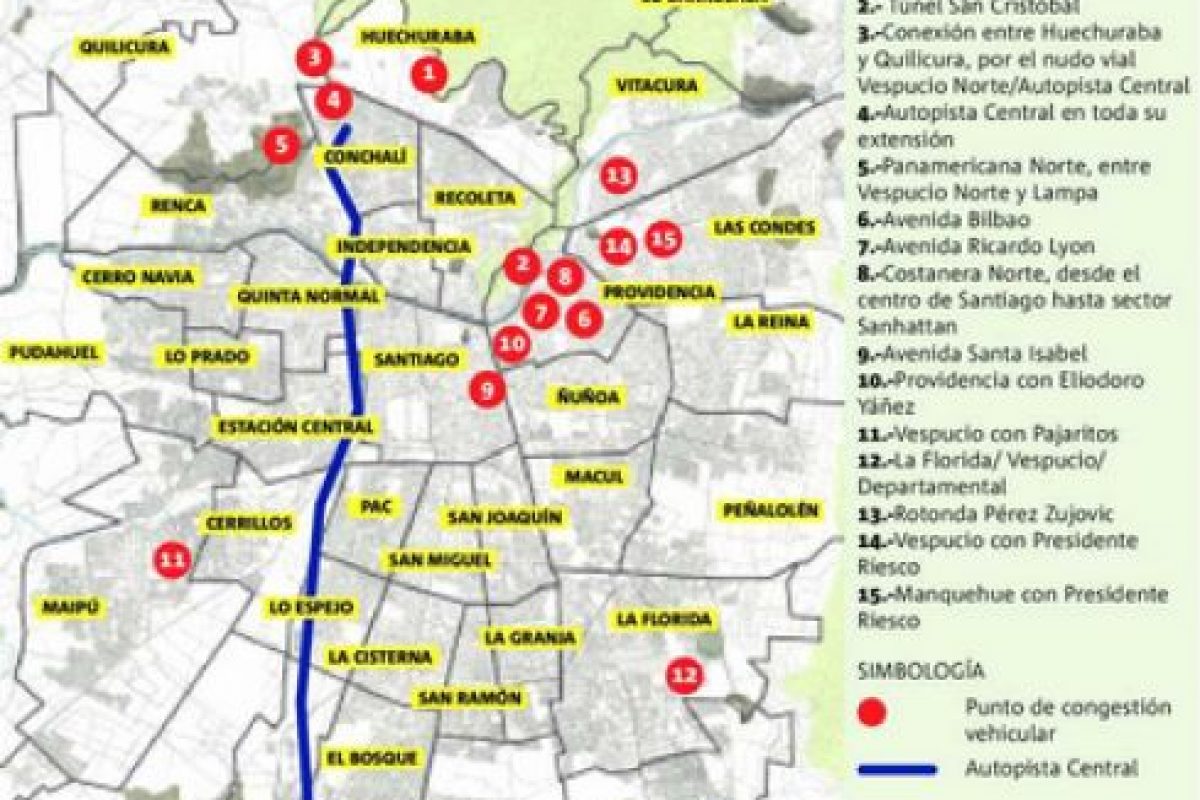 QUILICURA
HUECHURABA
3
1
VITACURA
4
5
CONCHALÍ
13
RENCA
RECOLETA
LAS CONDES
INDEPENDENCIA
14
15
CERRO NAVIA
2
8
QUINTA NORMAL
PROVIDENCIA
7
6
LA REINA
PUDAHUEL
LO PRADO
SANTIAGO
10
9
ÑUÑOA
ESTACIÓN CENTRAL
MACUL
PAC
PEÑALOLÉN
CERRILLOS
SAN JOAQUÍN
11
SAN MIGUEL
MAIPÚ
LO ESPEJO
LA FLORIDA
LA GRANJA
LA CISTERNA
12
SAN RAMÓN
EL BOSQUE
2.- Túnel San Cristóbal
3.-Conexión entre Huechuraba
y Quilicura, por el nudo vial
Vespucio Norte/Autopista Central
4.-Autopista Central en toda su
extensión
5.-Panamericana Norte, entre
Vespucio Norte y Lampa
6.-Avenida Bilbao
7.-Avenida Ricardo Lyon
8.-Costanera Norte, desde el
centro de Santiago hasta sector
Sanhattan
9.-Avenida Santa Isabel
10.-Providencia con Eliodoro
Yáñez
11.-Vespucio con Pajaritos
12.-La Florida/ Vespucio/
Departamental
13.-Rotonda Pérez Zujovic
14.-Vespucio con Presidente
Riesco
15.-Manquehue con Presidente
Riesco
SIMBOLOGÍA
Punto de congestión
vehicular
Autopista Central